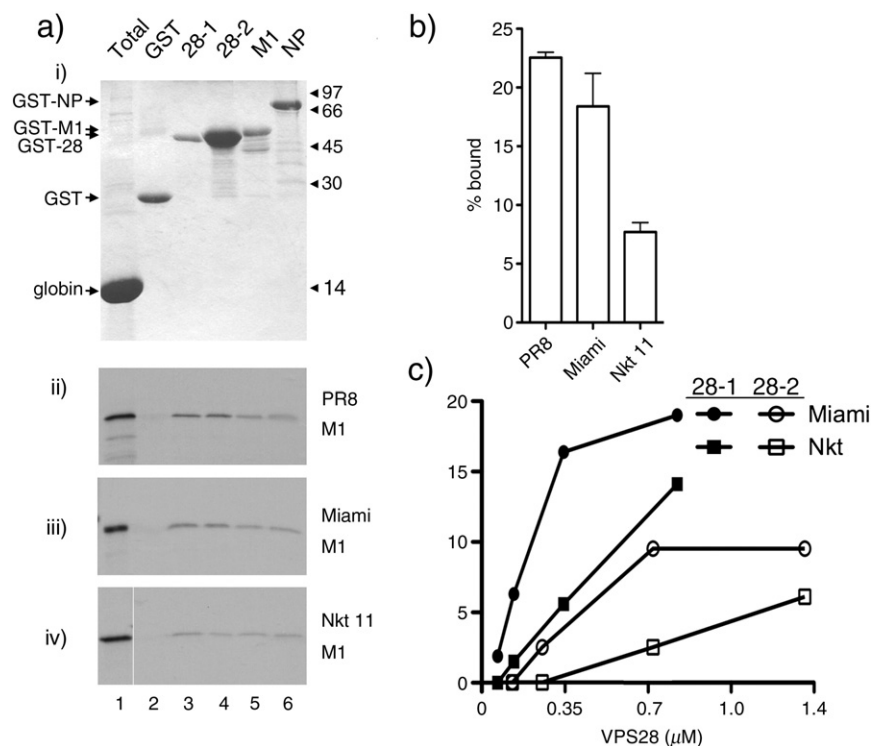 a)
Total GST 28-1 28-2 M1 NP
i)
GST-NP
GST-M1
GST-28
GST
globin
97
66
45
30
14
ii)
PR8
M1
iii)
Miami
M1
iv)
Nkt 11
M1
1 2 3 4 5 6
b)
% bound
25
20
15
10
5
0
PR8 Miami Nkt 11
c)
28-1 28-2
Miami
Nkt
20
15
10
5
0
0 0.35 0.7 1.0 1.4
VPS28 (μM)